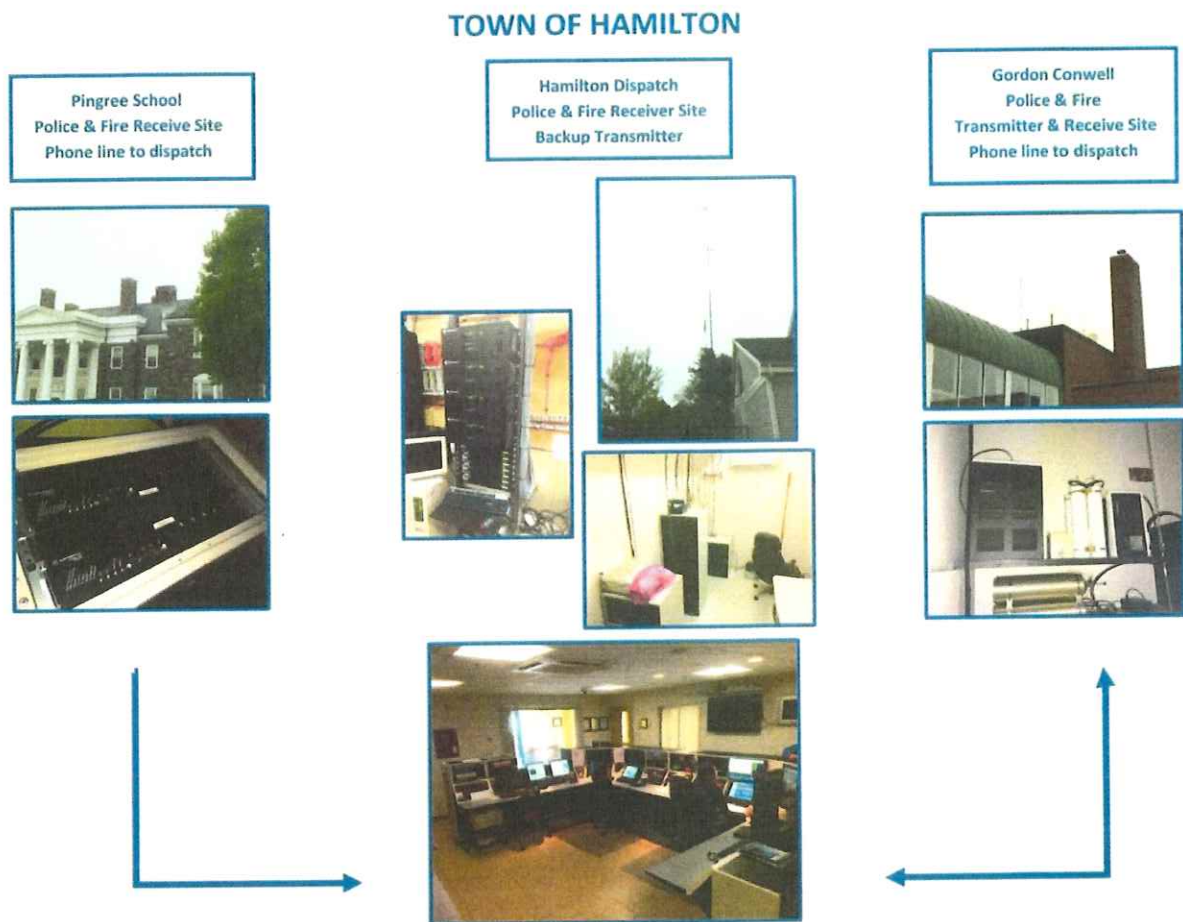 TOWN OF HAMILTON
Pingree School
Police & Fire Receive Site
Phone line to dispatch
Hamilton Dispatch
Police & Fire Receiver Site
Backup Transmitter
Gordon Conwell
Police & Fire
Transmitter & Receive Site
Phone line to dispatch